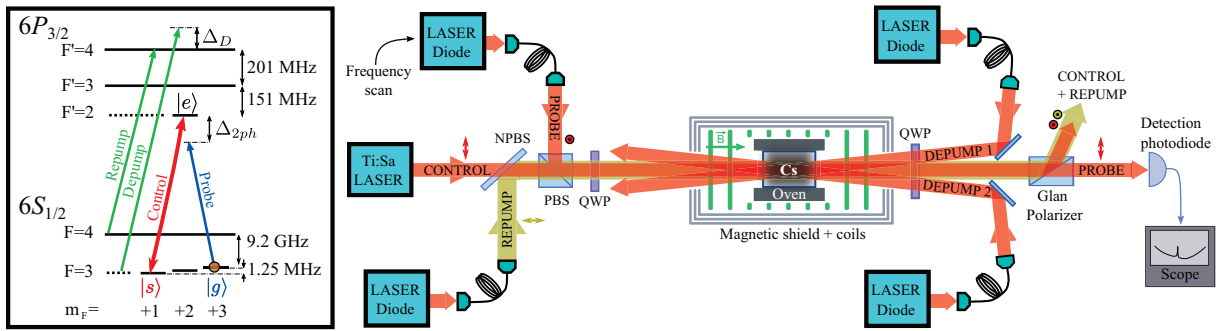 6P3/2
F'=4
ΔD
201 MHz
F'=3
151 MHz
F'=2
|e⟩
Δ2ph
Repump
Depump
Control
Probe
6S1/2
F=4
9.2 GHz
F=3
1.25 MHz
|s⟩
|g⟩
mF=
+1
+2
+3
LASER
Diode
Frequency
scan
PROBE
NPBS
Ti:Sa
LASER
CONTROL
PBS
QWP
REPUMP
LASER
Diode
B
Cs
Oven
Magnetic shield + coils
LASER
Diode
QWP
DEPUMP 1
DEPUMP 2
LASER
Diode
CONTROL
+ REPUMP
Detection
photodiode
PROBE
Glan
Polarizer
Scope